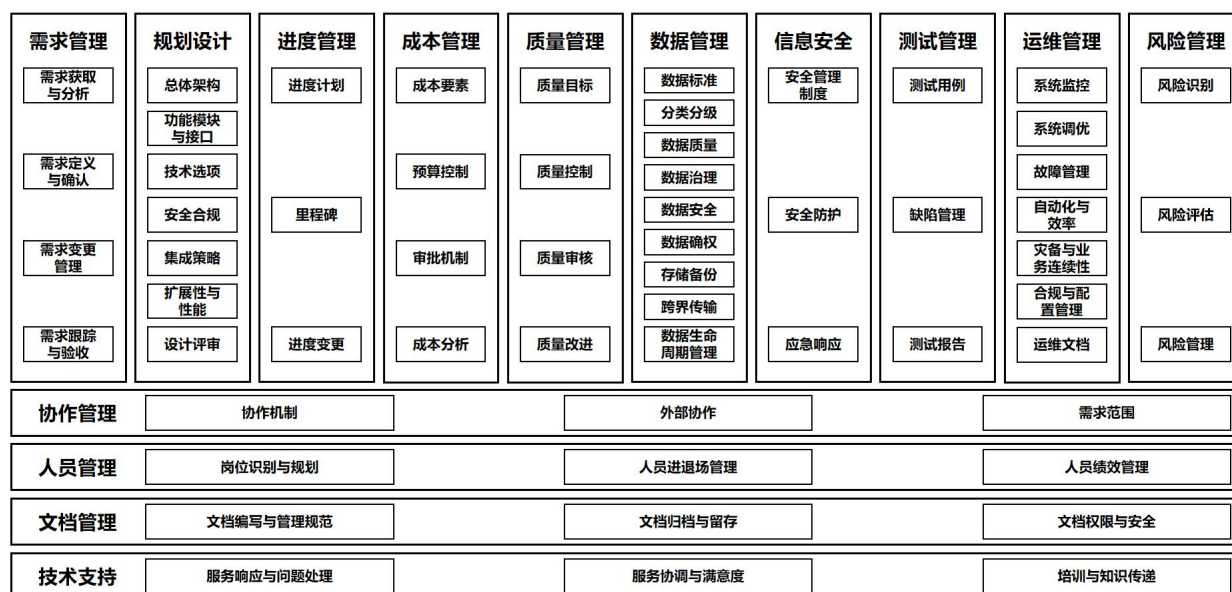 需求管理
需求获取
与分析
需求定义
与确认
需求变更
管理
需求跟踪
与验收
规划设计
总体架构
功能模块
与接口
技术选项
安全合规
集成策略
扩展性与
性能
设计评审
进度管理
进度计划
里程碑
进度变更
成本管理
成本要素
预算控制
审批机制
成本分析
质量管理
质量目标
质量控制
质量审核
质量改进
数据管理
数据标准
分类分级
数据质量
数据治理
数据安全
数据确权
存储备份
跨界传输
数据生命
周期管理
信息安全
安全管理
制度
安全防护
应急响应
测试管理
测试用例
缺陷管理
测试报告
运维管理
系统监控
系统调优
故障管理
自动化与
效率
灾备与业
务连续性
合规与配
置管理
运维文档
风险管理
风险识别
风险评估
风险管理
协作管理
协作机制
外部协作
需求范围
人员管理
岗位识别与规划
人员进退场管理
人员绩效管理
文档管理
文档编写与管理规范
文档归档与留存
文档权限与安全
技术支持
服务响应与问题处理
服务协调与满意度
培训与知识传递